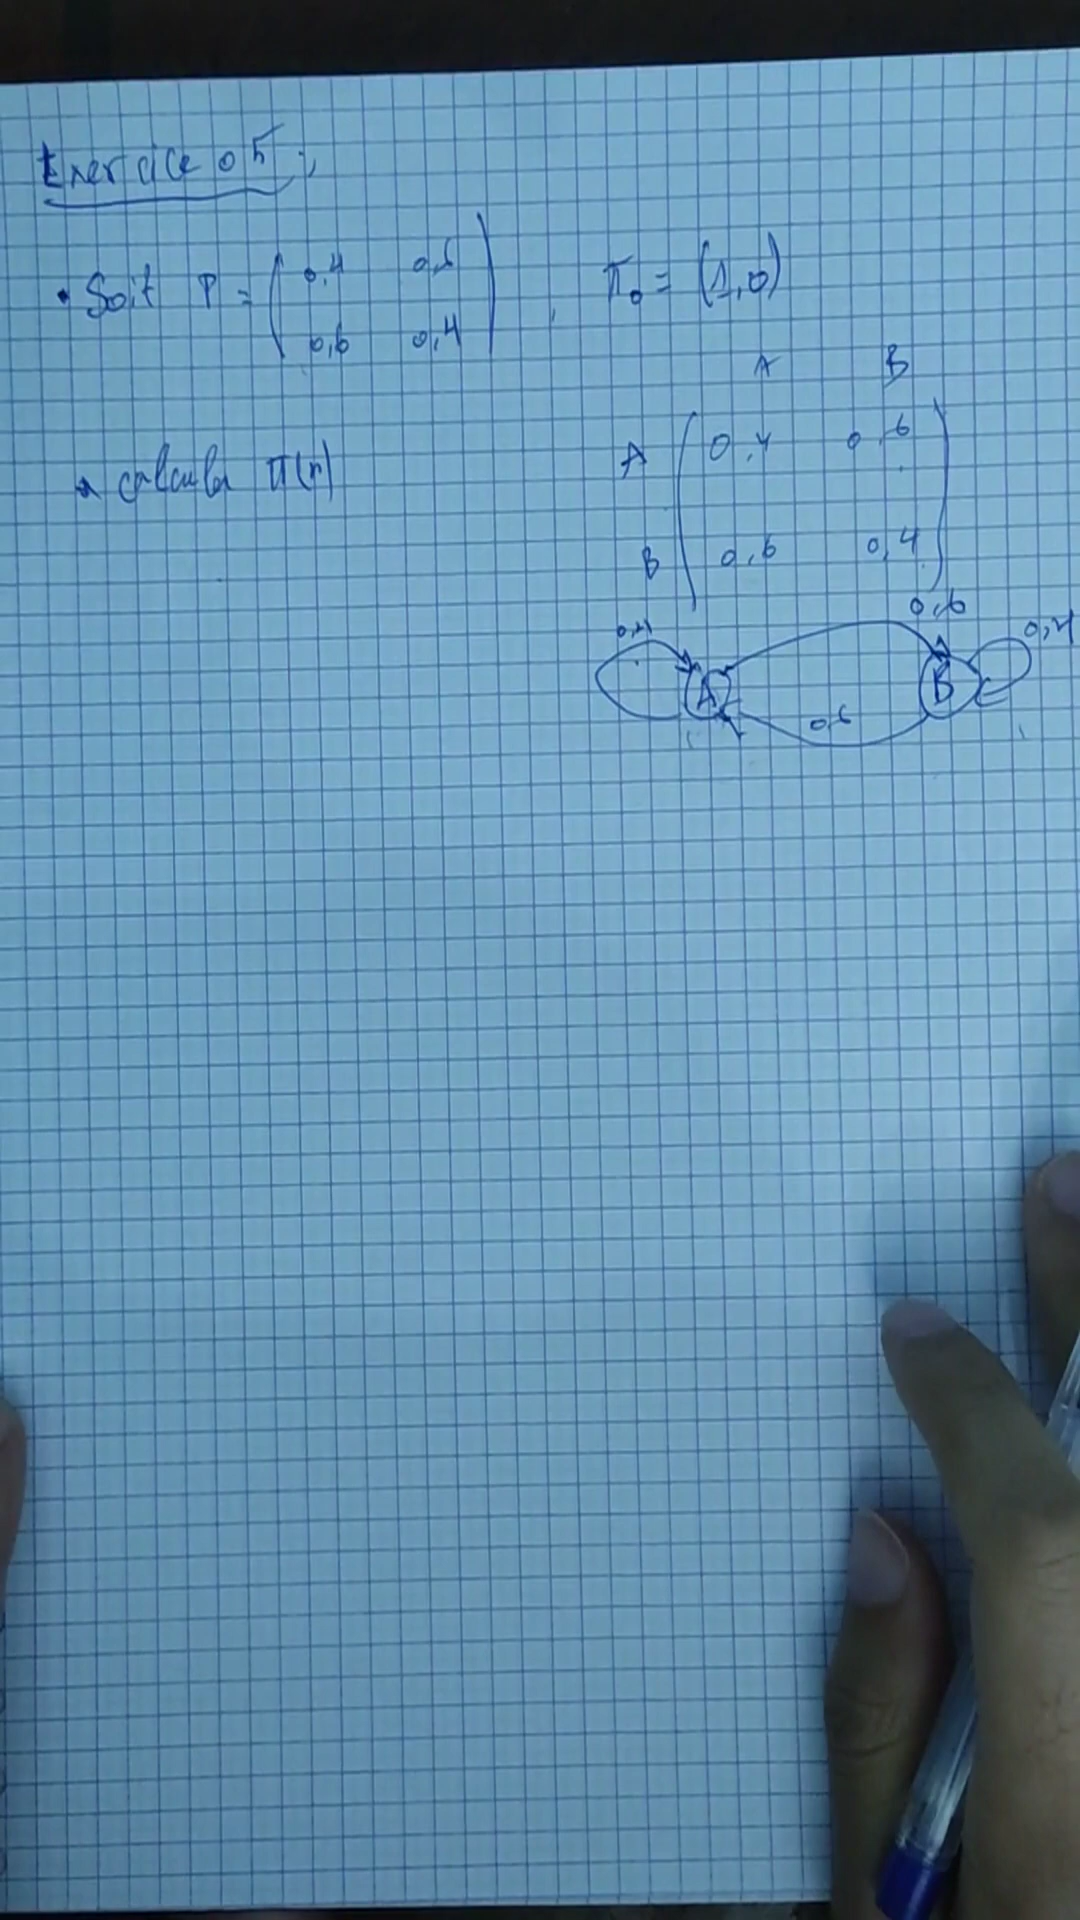 Exercice 05 :
• Soit P = ( 0,4 0,6 , π₀ = (1,0)
0,6 0,4 )
A B
• calculer π(n)
A ( 0,4 0,6
B 0,6 0,4 )
0,6
0,4 0,4
A B
0,6